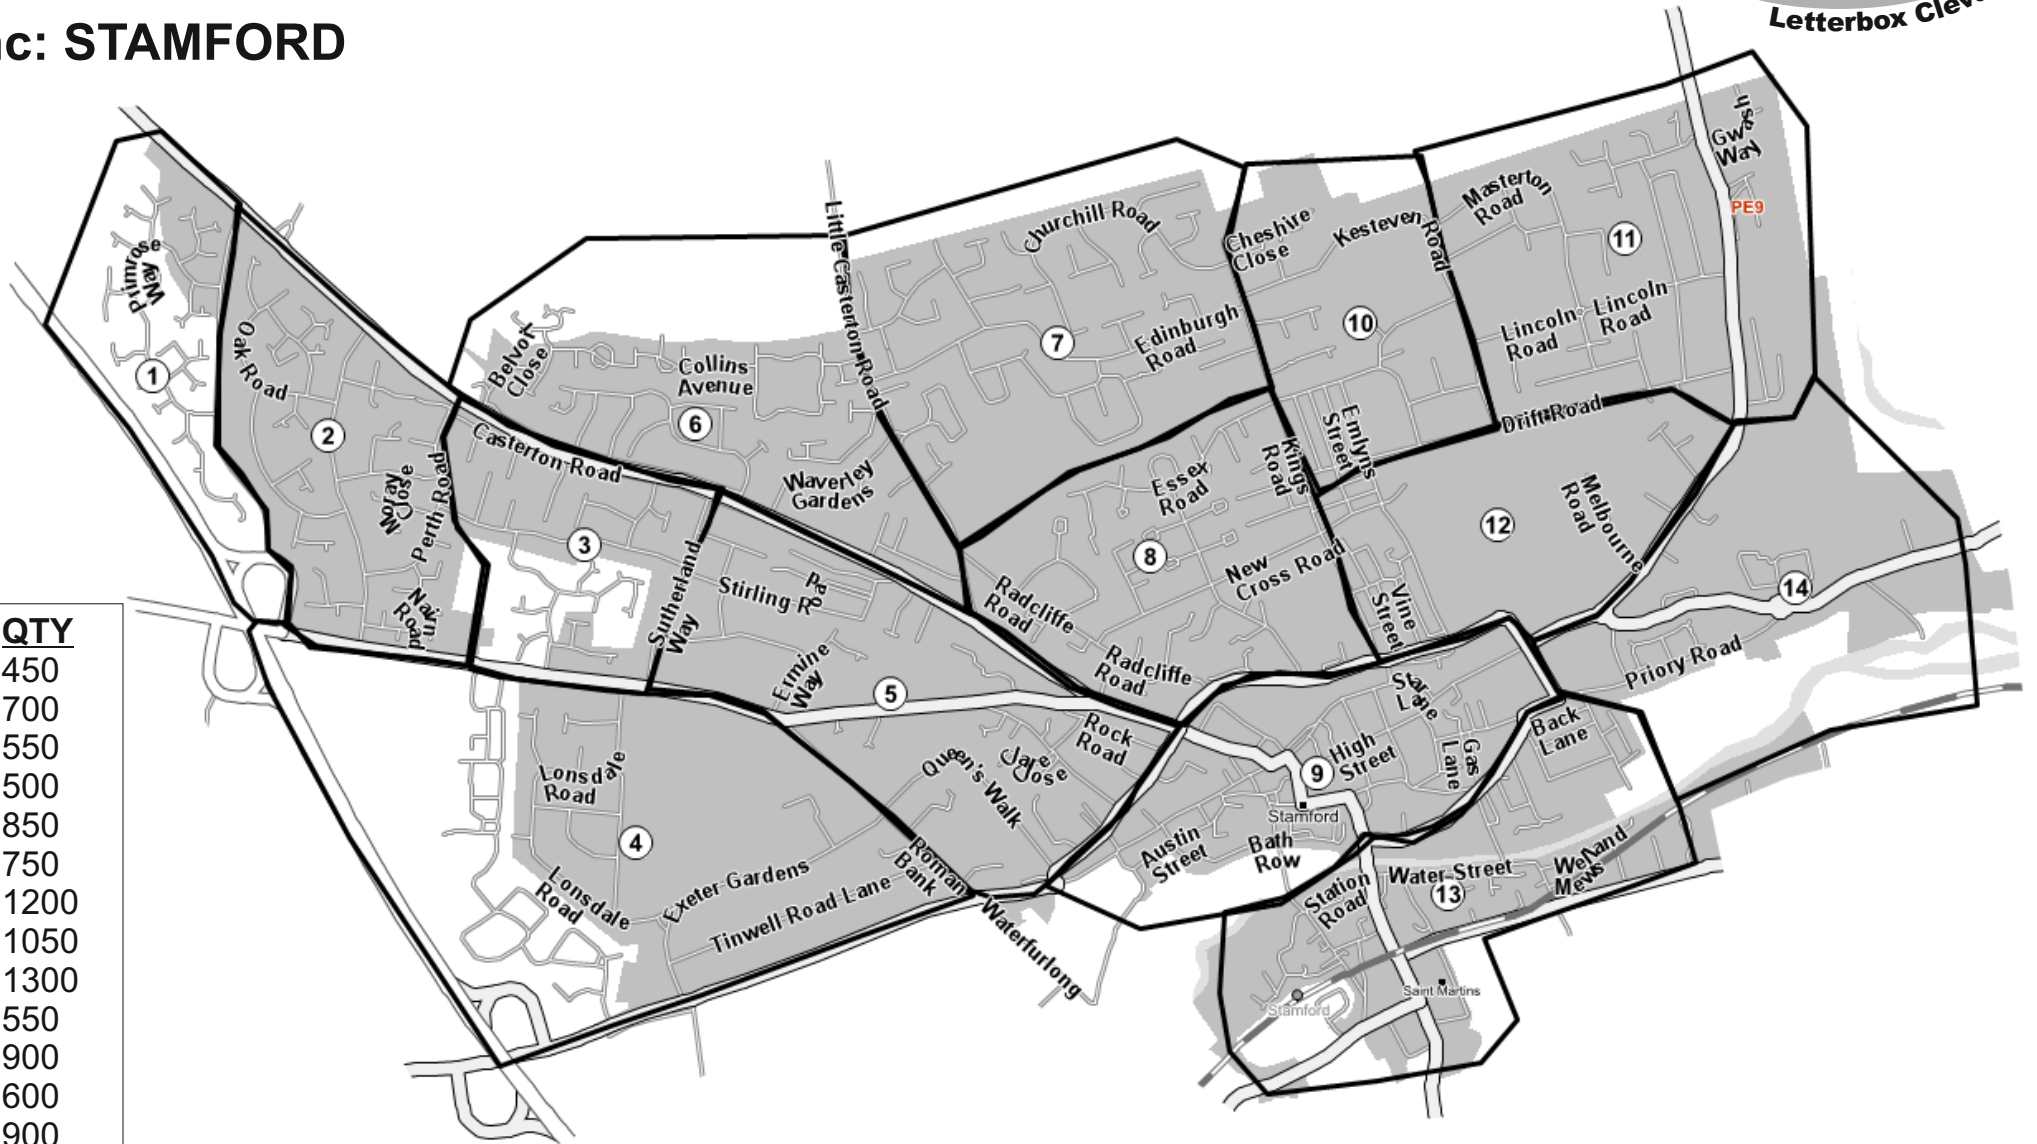 nc: STAMFORD
Letterbox Cleve
QTY
450
700
550
500
850
750
1200
1050
1300
550
900
600
900
Primrose
Way
1
Oak Road
2
Moray
Close
Perth Road
Nairn
Road
Casterton Road
3
Sutherland
Way
Stirling Road
Ermine
Way
5
Lonsdale
Road
4
Lonsdale
Road
Exeter Gardens
Tinwell Road Lane
Roman
Bank
Waterfurlong
Queen's Walk
Clare
Close
Rock
Road
Belvoir
Close
Collins
Avenue
6
Waverley
Gardens
Little Casterton Road
Churchill Road
7
Edinburgh
Road
Essex
Road
8
New
Cross Road
Radcliffe
Road
Radcliffe
Road
Cheshire
Close
Kesteven
Road
10
Kings
Road
Emlyns
Street
Masterton
Road
11
Lincoln
Road
Lincoln
Road
Gwash
Way
PE9
Drift Road
12
Melbourne
Road
Vine
Street
14
Priory Road
Star
Lane
High
Street
9
Gas
Lane
Back
Lane
Stamford
Austin
Street
Bath
Row
Station
Road
Water Street
13
Welland
Mews
Saint Martins
Stamford